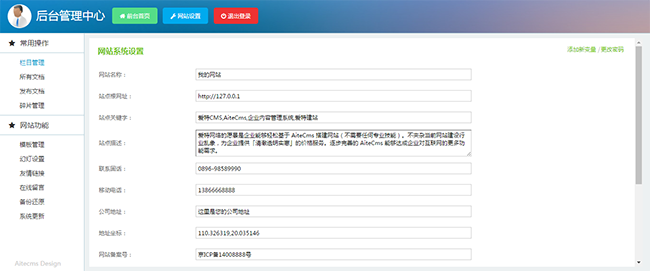 后台管理中心
前台首页
网站设置
退出登录
常用操作
栏目管理
所有文档
发布文档
碎片管理
网站功能
模板管理
幻灯设置
友情链接
在线留言
备份还原
系统更新
Aitecms Design
网站系统设置
添加新变量 / 更改密码
网站名称：
我的网站
站点根网址：
http://127.0.0.1
站点关键字：
爱特CMS,AiteCms,企业内容管理系统,爱特建站
站点描述：
爱特网络的愿景是企业能够轻松基于 AiteCms 搭建网站（不需要任何专业技能）。不夹杂当前网站建设行
业乱象，为企业提供「清澈透明实惠」的价格服务。逐步完善的 AiteCms 能够达成企业对互联网的更多功
能需求。
联系固话：
0896-98589990
移动电话：
13866668888
公司地址：
这里是您的公司地址
地址坐标：
110.326319,20.035146
网站备案号：
京ICP备14008888号